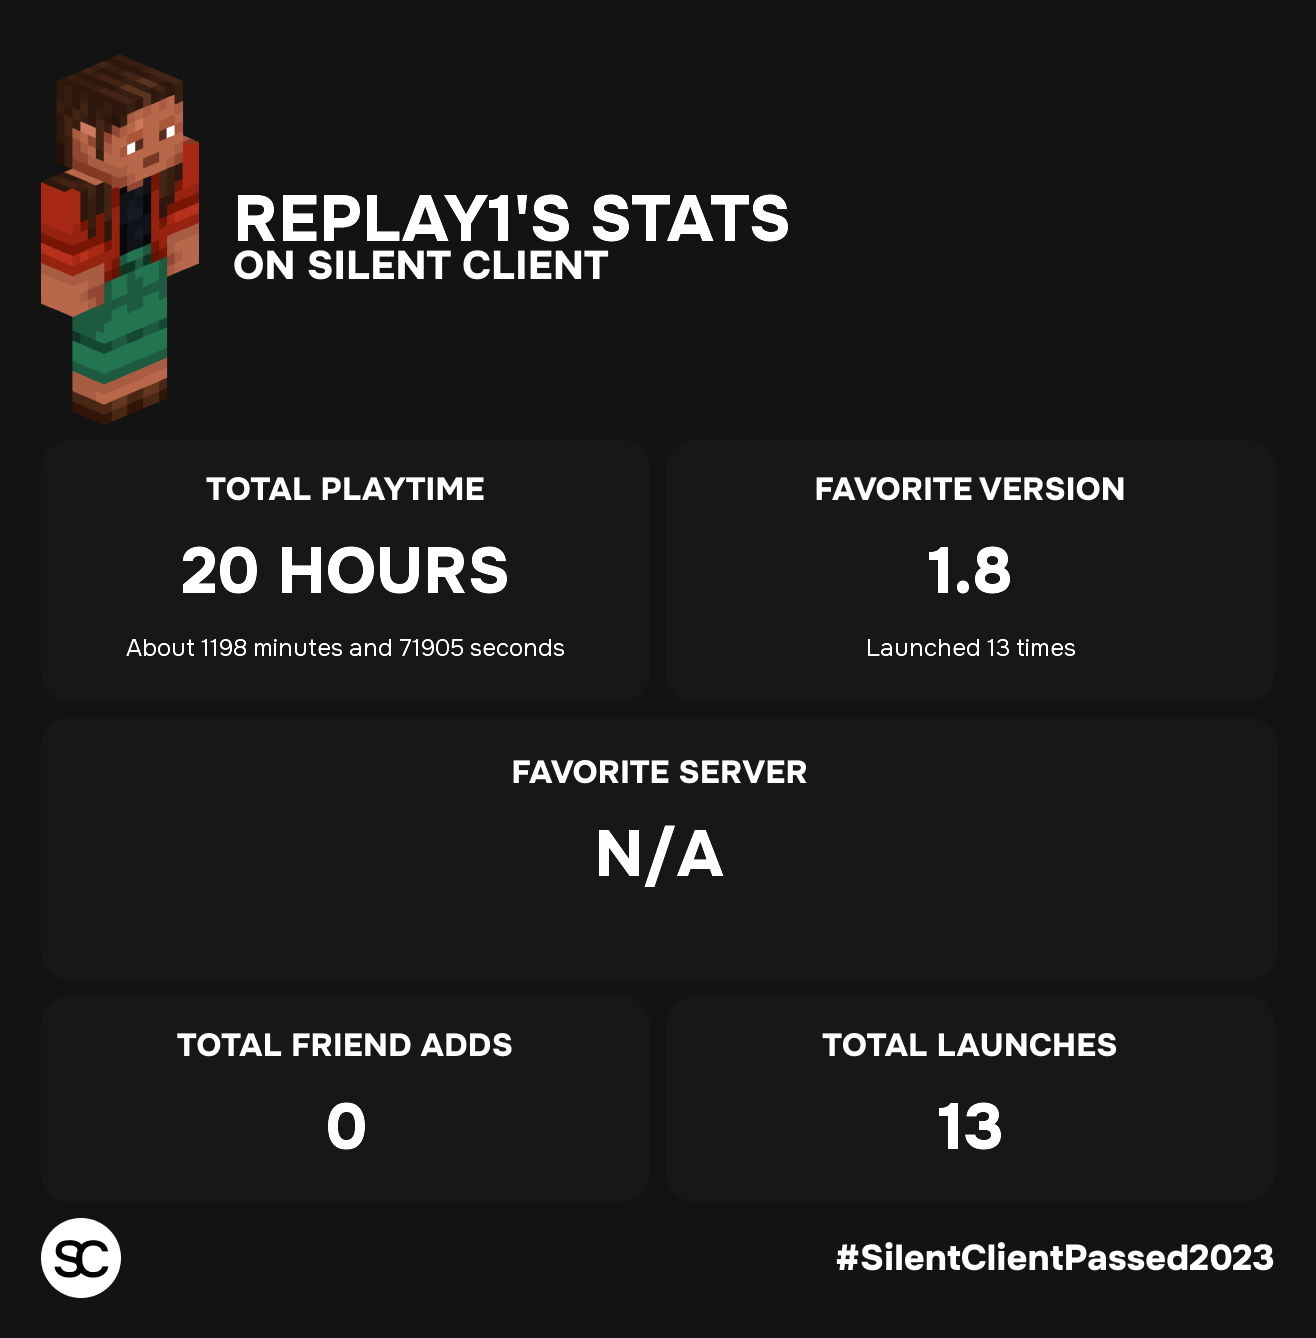 REPLAY1'S STATS
ON SILENT CLIENT
TOTAL PLAYTIME
20 HOURS
About 1198 minutes and 71905 seconds
FAVORITE VERSION
1.8
Launched 13 times
FAVORITE SERVER
N/A
TOTAL FRIEND ADDS
0
TOTAL LAUNCHES
13
SC
#SilentClientPassed2023